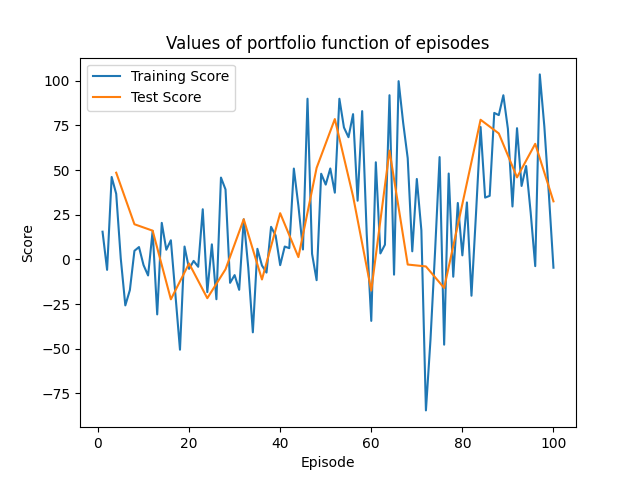 Values of portfolio function of episodes
Training Score
Test Score
100
75
50
25
0
−25
−50
−75
Score
0
20
40
60
80
100
Episode